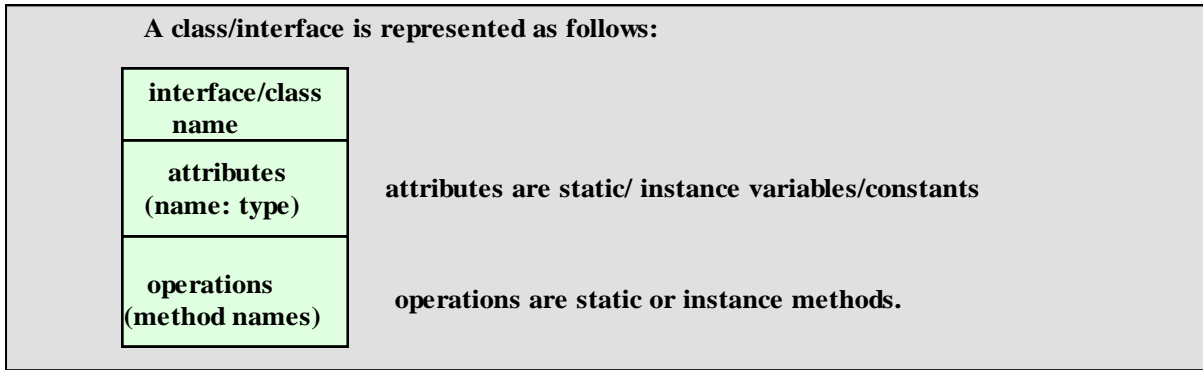 A class/interface is represented as follows:
interface/class
name
attributes
(name: type)
attributes are static/ instance variables/constants
operations
(method names)
operations are static or instance methods.